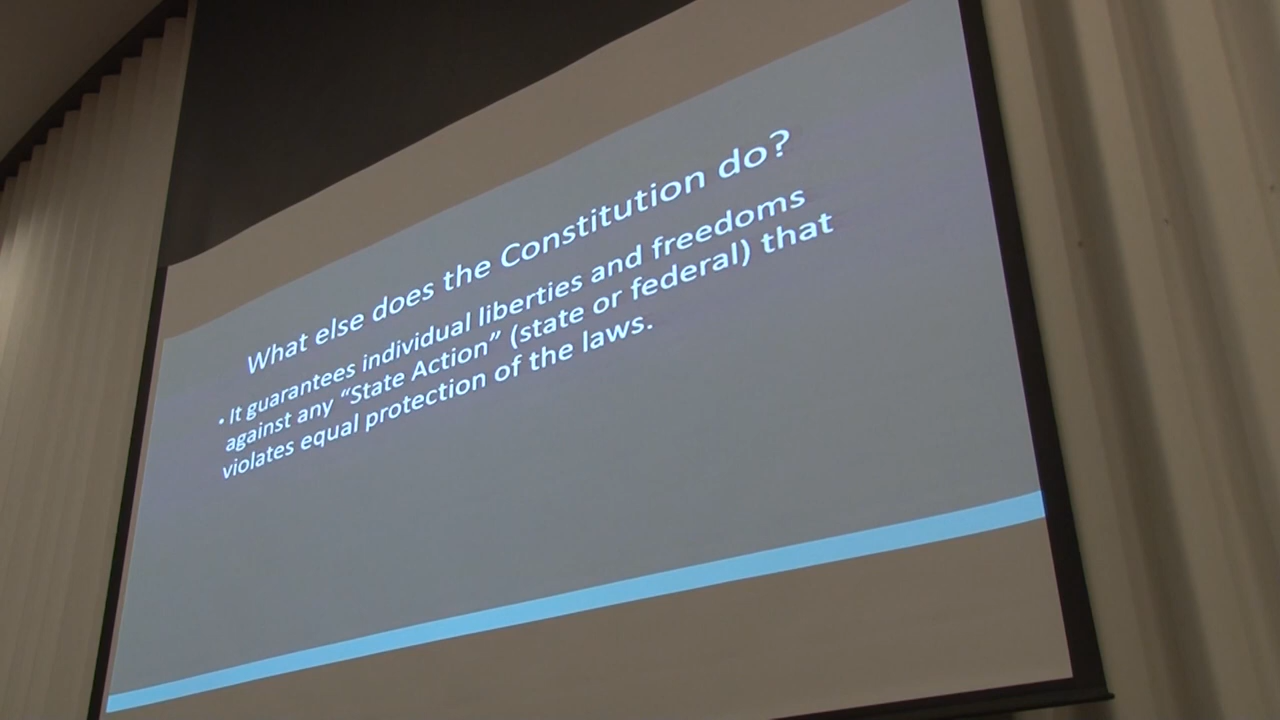 What else does the Constitution do?
• It guarantees individual liberties and freedoms
against any “State Action” (state or federal) that
violates equal protection of the laws.